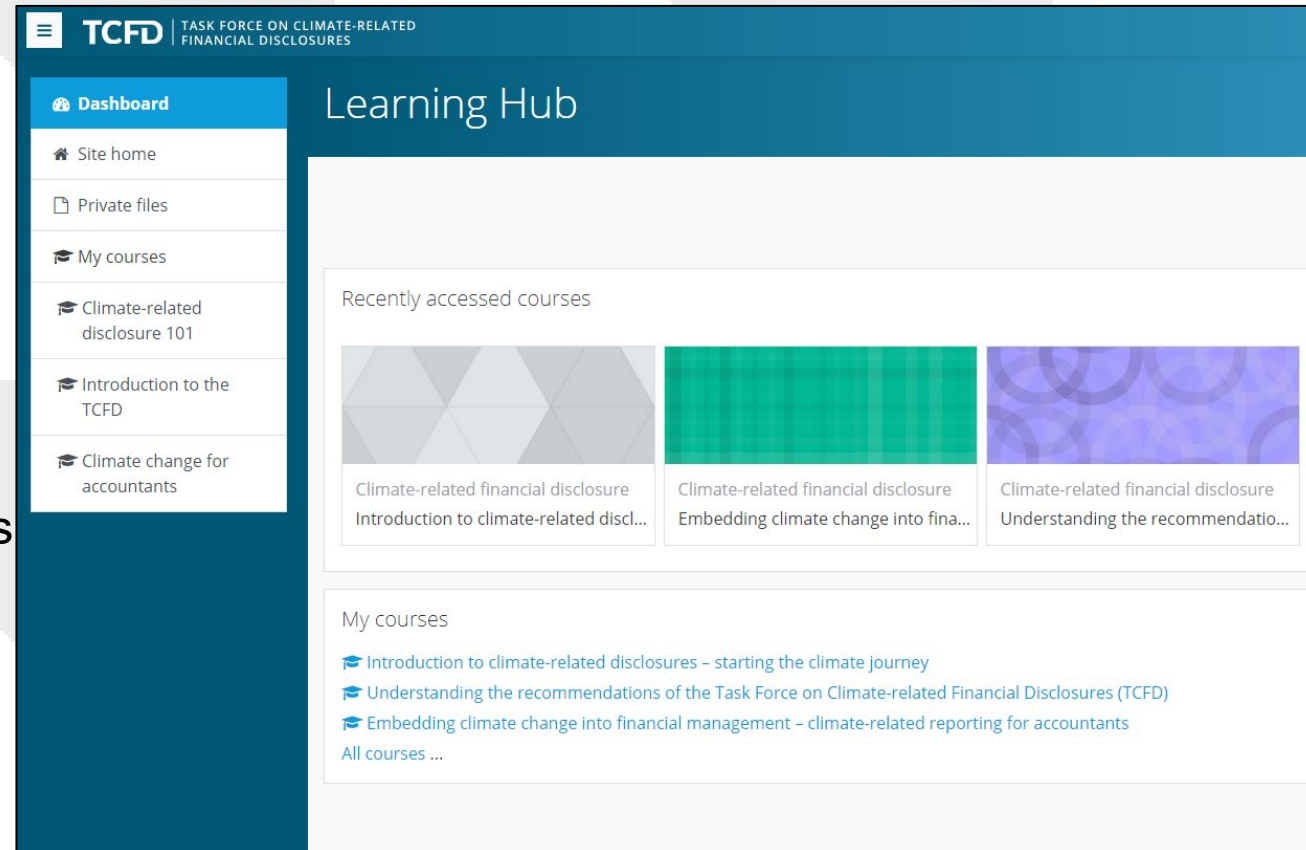 TCFD
TASK FORCE ON CLIMATE-RELATED
FINANCIAL DISCLOSURES
Dashboard
Site home
Private files
My courses
Climate-related
disclosure 101
Introduction to the
TCFD
Climate change for
accountants
s
Learning Hub
Recently accessed courses
Climate-related financial disclosure
Introduction to climate-related discl...
Climate-related financial disclosure
Embedding climate change into fina...
Climate-related financial disclosure
Understanding the recommendatio...
My courses
Introduction to climate-related disclosures – starting the climate journey
Understanding the recommendations of the Task Force on Climate-related Financial Disclosures (TCFD)
Embedding climate change into financial management – climate-related reporting for accountants
All courses ...